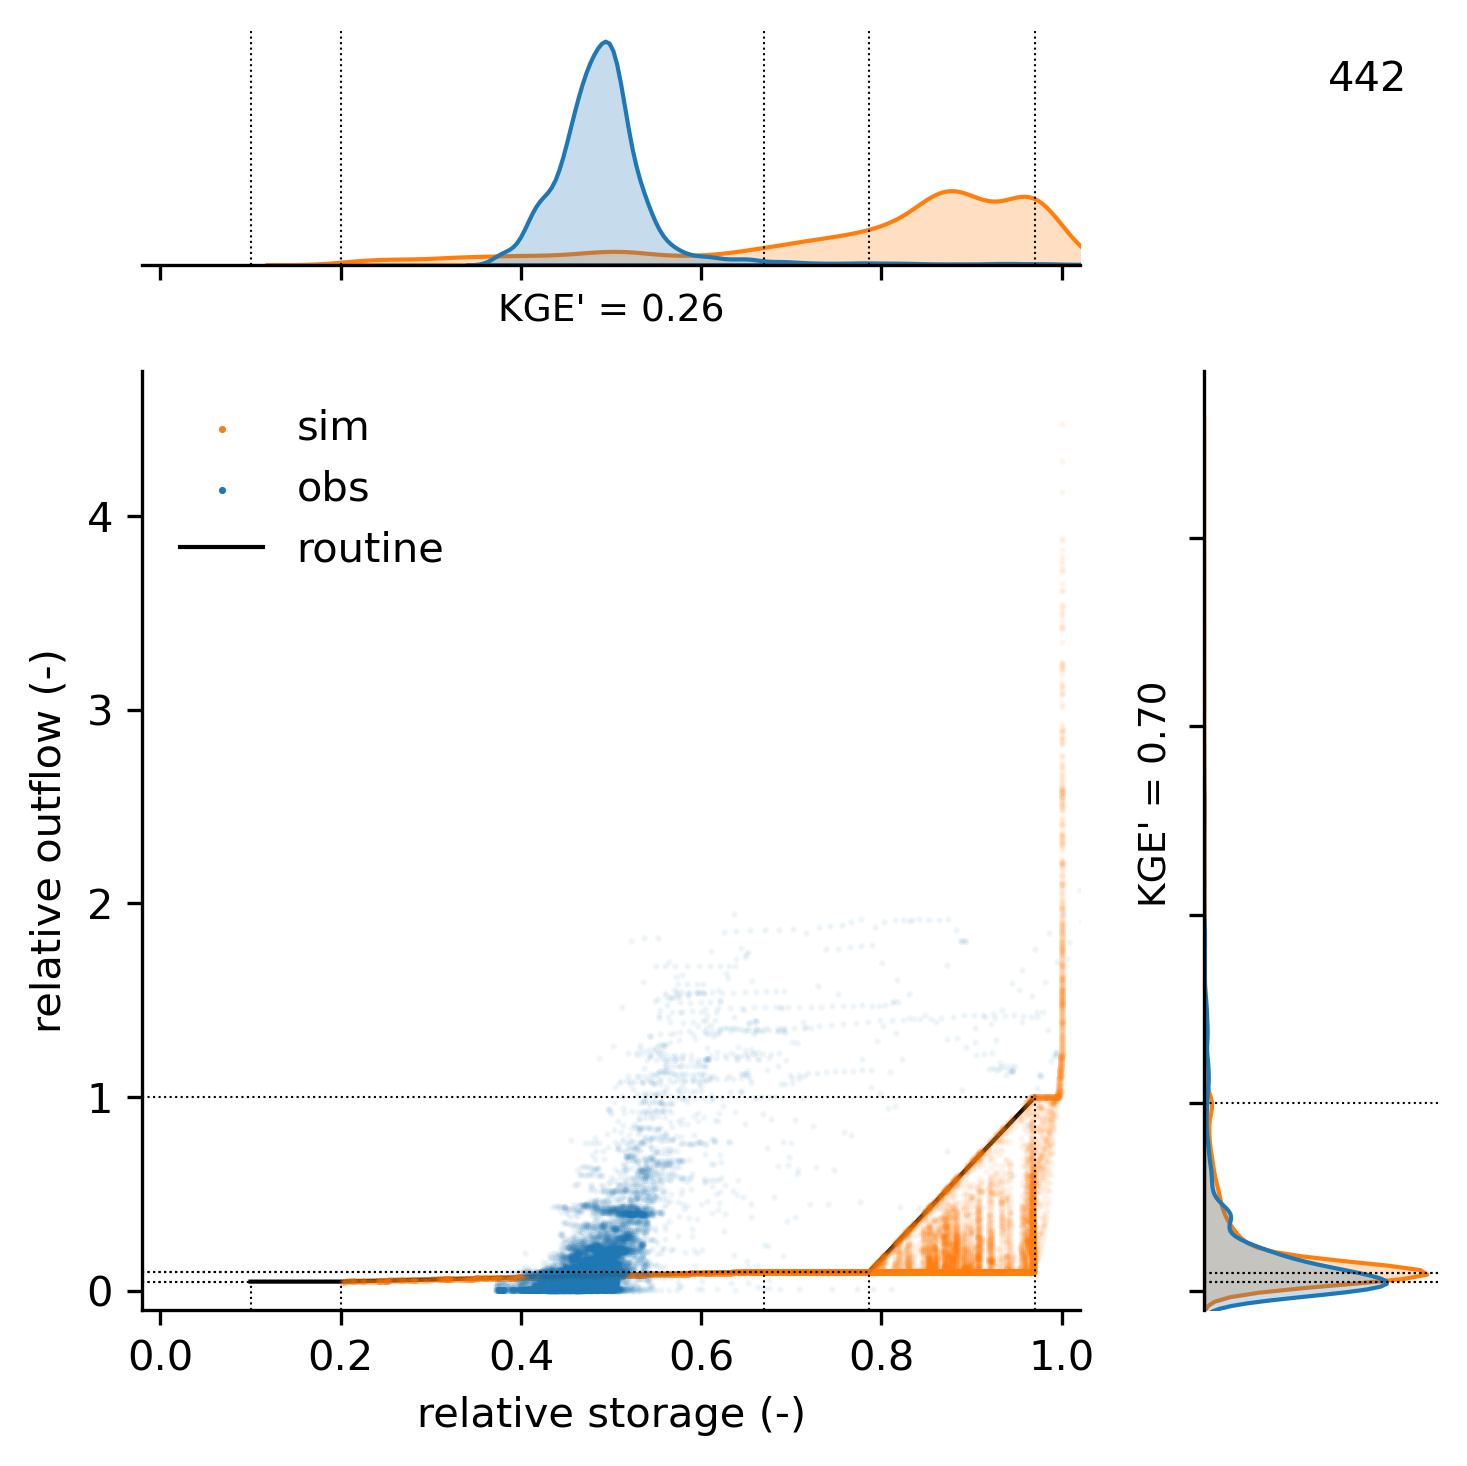 442
KGE' = 0.26
sim
obs
routine
relative outflow (-)
4
3
2
1
0
KGE' = 0.70
0.0 0.2 0.4 0.6 0.8 1.0
relative storage (-)